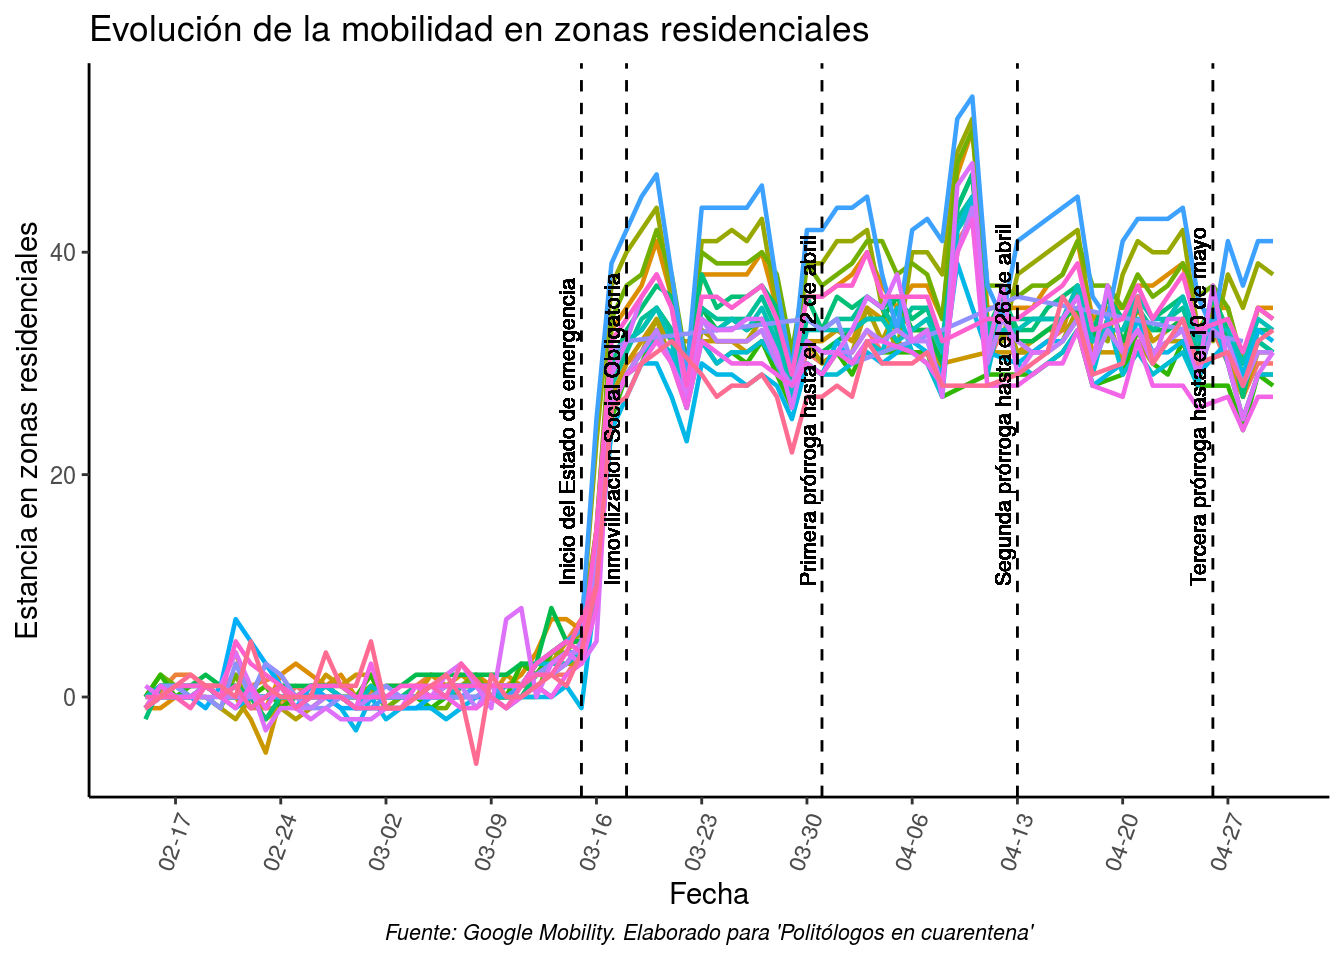 Evolución de la mobilidad en zonas residenciales
Estancia en zonas residenciales
40
20
0
Inicio del Estado de emergencia
Inmovilizacion Social Obligatoria
Primera prórroga hasta el 12 de abril
Segunda prórroga hasta el 26 de abril
Tercera prórroga hasta el 10 de mayo
02-17
02-24
03-02
03-09
03-16
03-23
03-30
04-06
04-13
04-20
04-27
Fecha
Fuente: Google Mobility. Elaborado para 'Politólogos en cuarentena'